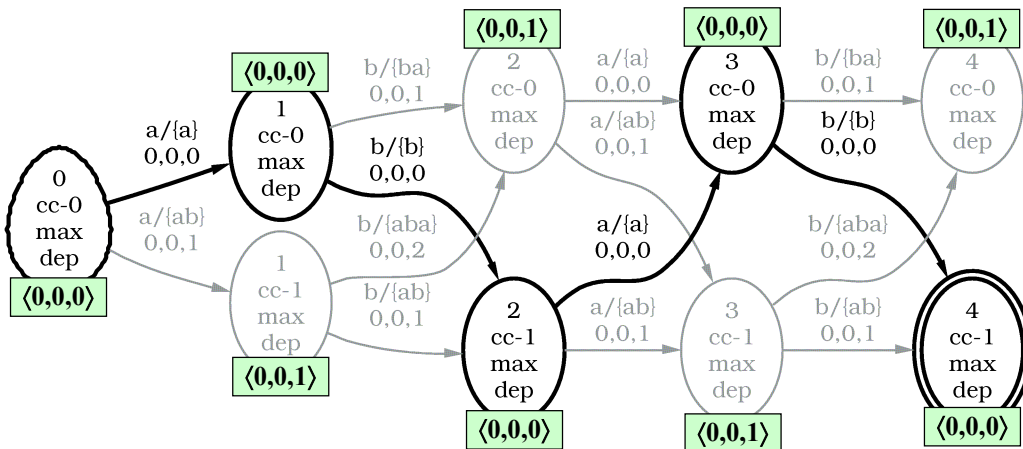 ⟨0,0,0⟩
0
cc-0
max
dep
a/{a}
0,0,0
a/{ab}
0,0,1
⟨0,0,0⟩
1
cc-0
max
dep
1
cc-1
max
dep
⟨0,0,1⟩
b/{ba}
0,0,1
b/{b}
0,0,0
b/{aba}
0,0,2
b/{ab}
0,0,1
⟨0,0,1⟩
2
cc-0
max
dep
2
cc-1
max
dep
⟨0,0,0⟩
a/{a}
0,0,0
a/{ab}
0,0,1
a/{a}
0,0,0
a/{ab}
0,0,1
⟨0,0,0⟩
3
cc-0
max
dep
3
cc-1
max
dep
⟨0,0,1⟩
b/{ba}
0,0,1
b/{b}
0,0,0
b/{aba}
0,0,2
b/{ab}
0,0,1
⟨0,0,1⟩
4
cc-0
max
dep
4
cc-1
max
dep
⟨0,0,0⟩